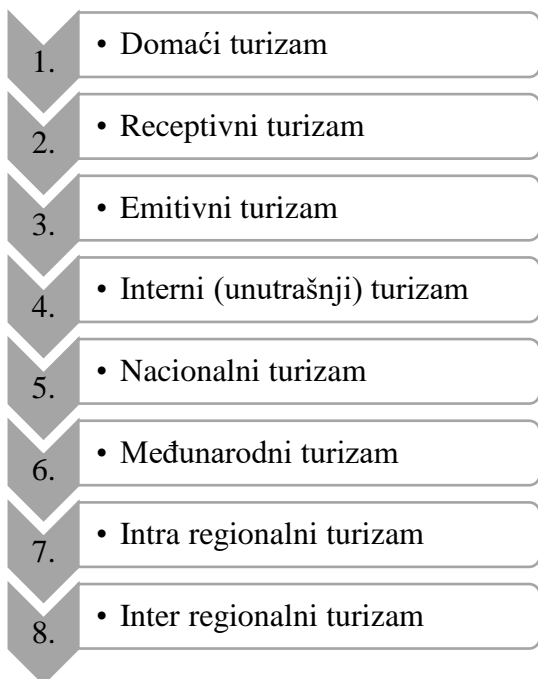 1. • Domaći turizam
2. • Receptivni turizam
3. • Emitivni turizam
4. • Interni (unutrašnji) turizam
5. • Nacionalni turizam
6. • Međunarodni turizam
7. • Intra regionalni turizam
8. • Inter regionalni turizam